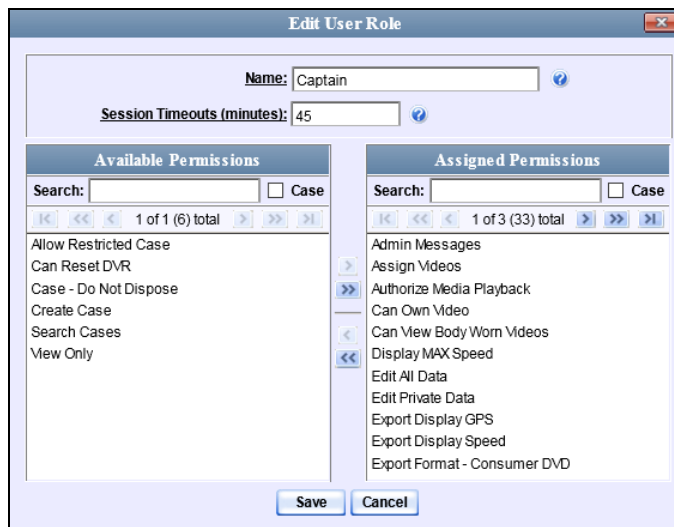 Edit User Role
Name: Captain
Session Timeouts (minutes): 45
Available Permissions
Search: Case
1 of 1 (6) total
Allow Restricted Case
Can Reset DVR
Case - Do Not Dispose
Create Case
Search Cases
View Only
Assigned Permissions
Search: Case
1 of 3 (33) total
Admin Messages
Assign Videos
Authorize Media Playback
Can Own Video
Can View Body Worn Videos
Display MAX Speed
Edit All Data
Edit Private Data
Export Display GPS
Export Display Speed
Export Format - Consumer DVD
Save Cancel